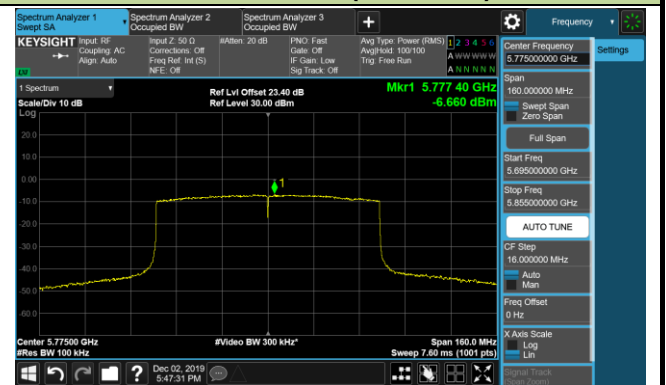 Spectrum Analyzer 1
Swept SA
Spectrum Analyzer 2
Occupied BW
Spectrum Analyzer 3
Occupied BW
+
Frequency
KEYSIGHT
Input: RF
Coupling: AC
Align: Auto
Input Z: 50 Ω
Corrections: Off
Freq Ref: Int (S)
NFE: Off
#Atten: 20 dB
PNO: Fast
Gate: Off
IF Gain: Low
Sig Track: Off
Avg Type: Power (RMS)
Avg|Hold: 100/100
Trig: Free Run
1 2 3 4 5 6
A W W W W W
A N N N N N
LXI
1 Spectrum
Scale/Div 10 dB
Log
Ref Lvl Offset 23.40 dB
Ref Level 30.00 dBm
Mkr1 5.777 40 GHz
-6.660 dBm
20.0
10.0
0.00
-10.0
-20.0
-30.0
-40.0
-50.0
-60.0
1
Center 5.77500 GHz
#Res BW 100 kHz
#Video BW 300 kHz*
Span 160.0 MHz
Sweep 7.60 ms (1001 pts)
Dec 02, 2019
5:47:31 PM
Center Frequency
5.775000000 GHz
Settings
Span
160.000000 MHz
Swept Span
Zero Span
Full Span
Start Freq
5.695000000 GHz
Stop Freq
5.855000000 GHz
AUTO TUNE
CF Step
16.000000 MHz
Auto
Man
Freq Offset
0 Hz
X Axis Scale
Log
Lin
Signal Track
(Span Zoom)